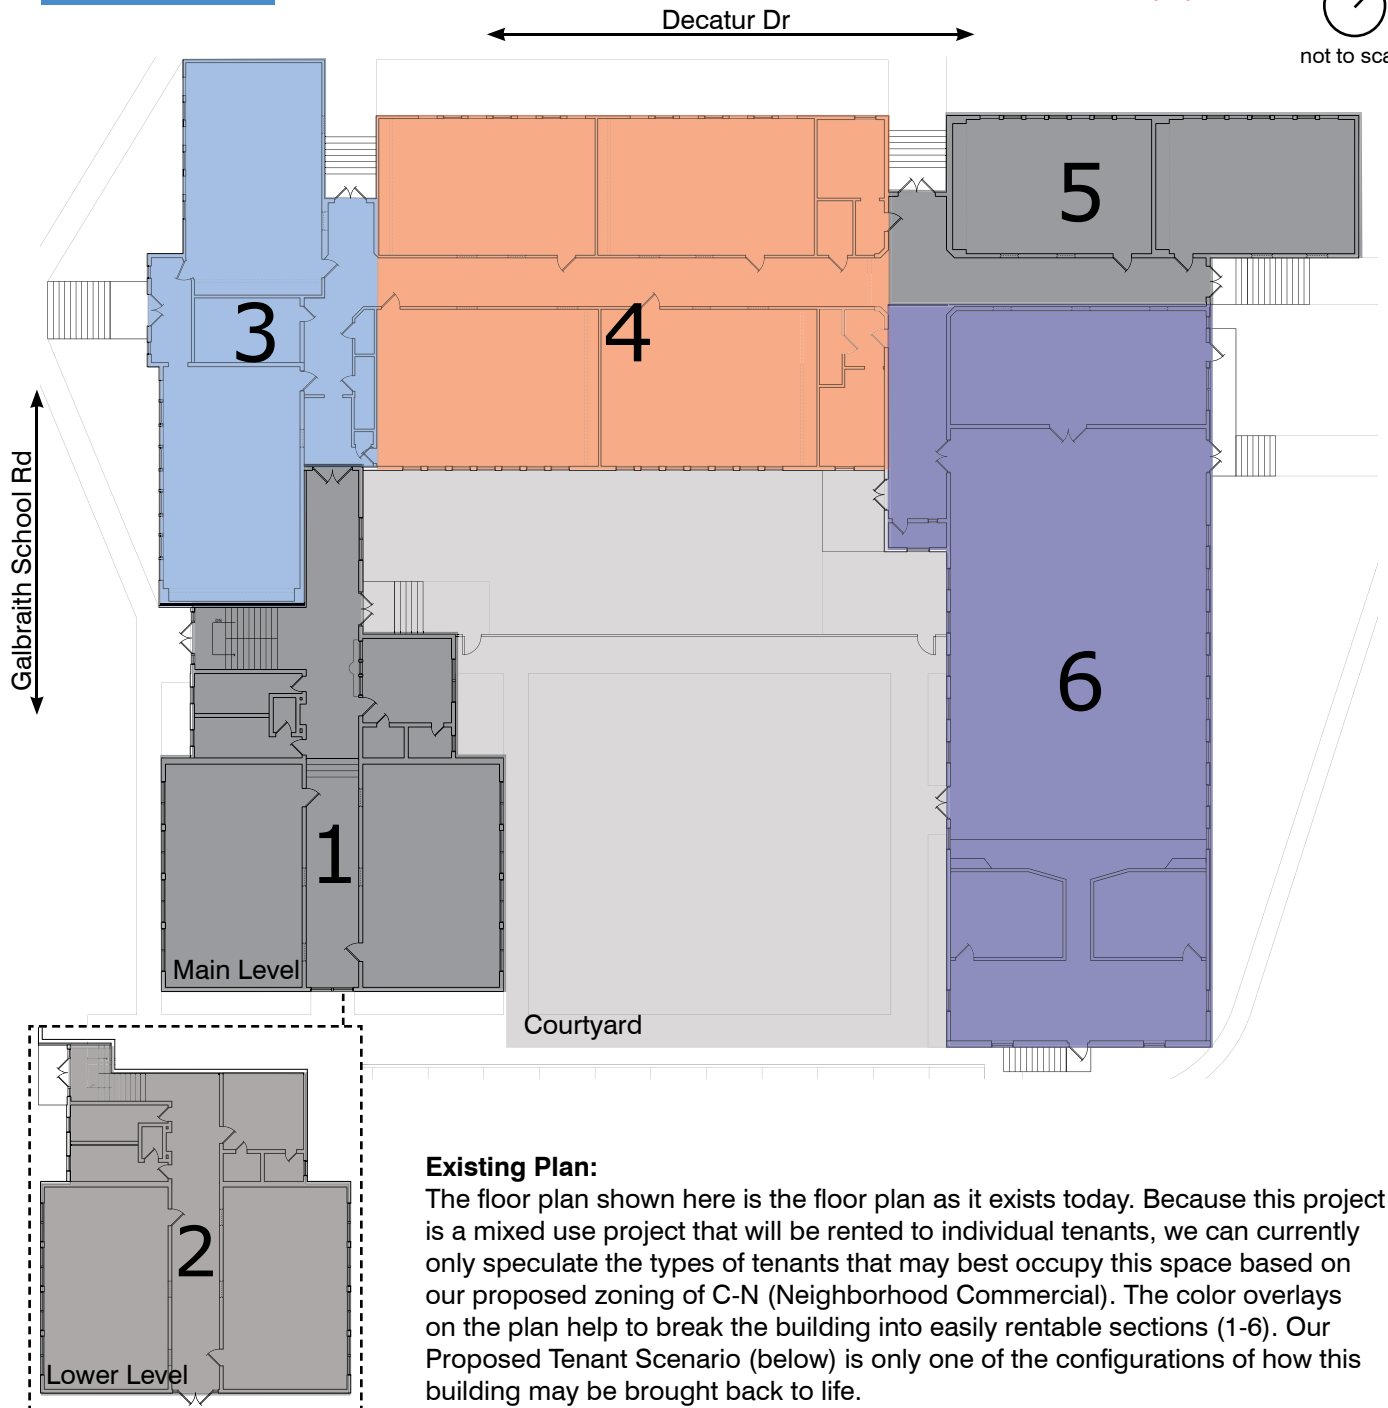 Decatur Dr
not to sca
5
3
4
Galbraith School Rd
6
1
Main Level
Courtyard
2
Lower Level
Existing Plan:
The floor plan shown here is the floor plan as it exists today. Because this project
is a mixed use project that will be rented to individual tenants, we can currently
only speculate the types of tenants that may best occupy this space based on
our proposed zoning of C-N (Neighborhood Commercial). The color overlays
on the plan help to break the building into easily rentable sections (1-6). Our
Proposed Tenant Scenario (below) is only one of the configurations of how this
building may be brought back to life.